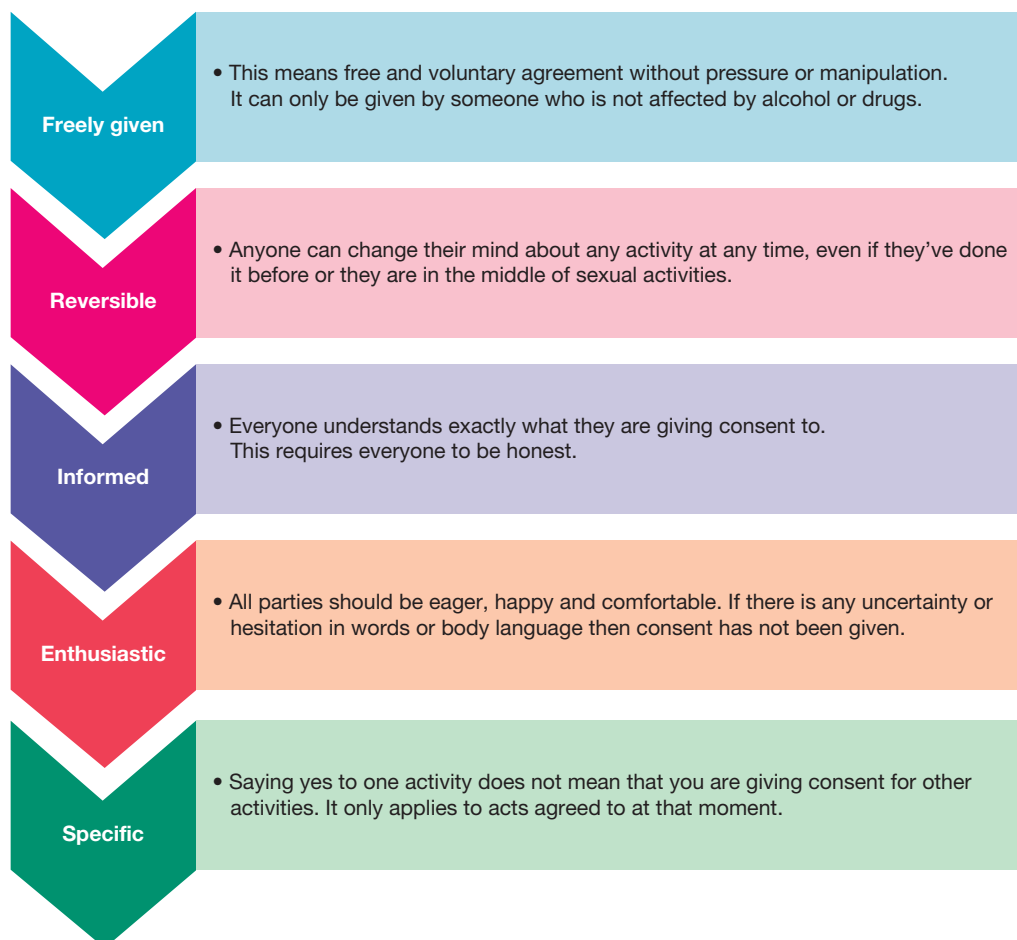 Freely given
• This means free and voluntary agreement without pressure or manipulation.
It can only be given by someone who is not affected by alcohol or drugs.
Reversible
• Anyone can change their mind about any activity at any time, even if they've done
it before or they are in the middle of sexual activities.
Informed
• Everyone understands exactly what they are giving consent to.
This requires everyone to be honest.
Enthusiastic
• All parties should be eager, happy and comfortable. If there is any uncertainty or
hesitation in words or body language then consent has not been given.
Specific
• Saying yes to one activity does not mean that you are giving consent for other
activities. It only applies to acts agreed to at that moment.